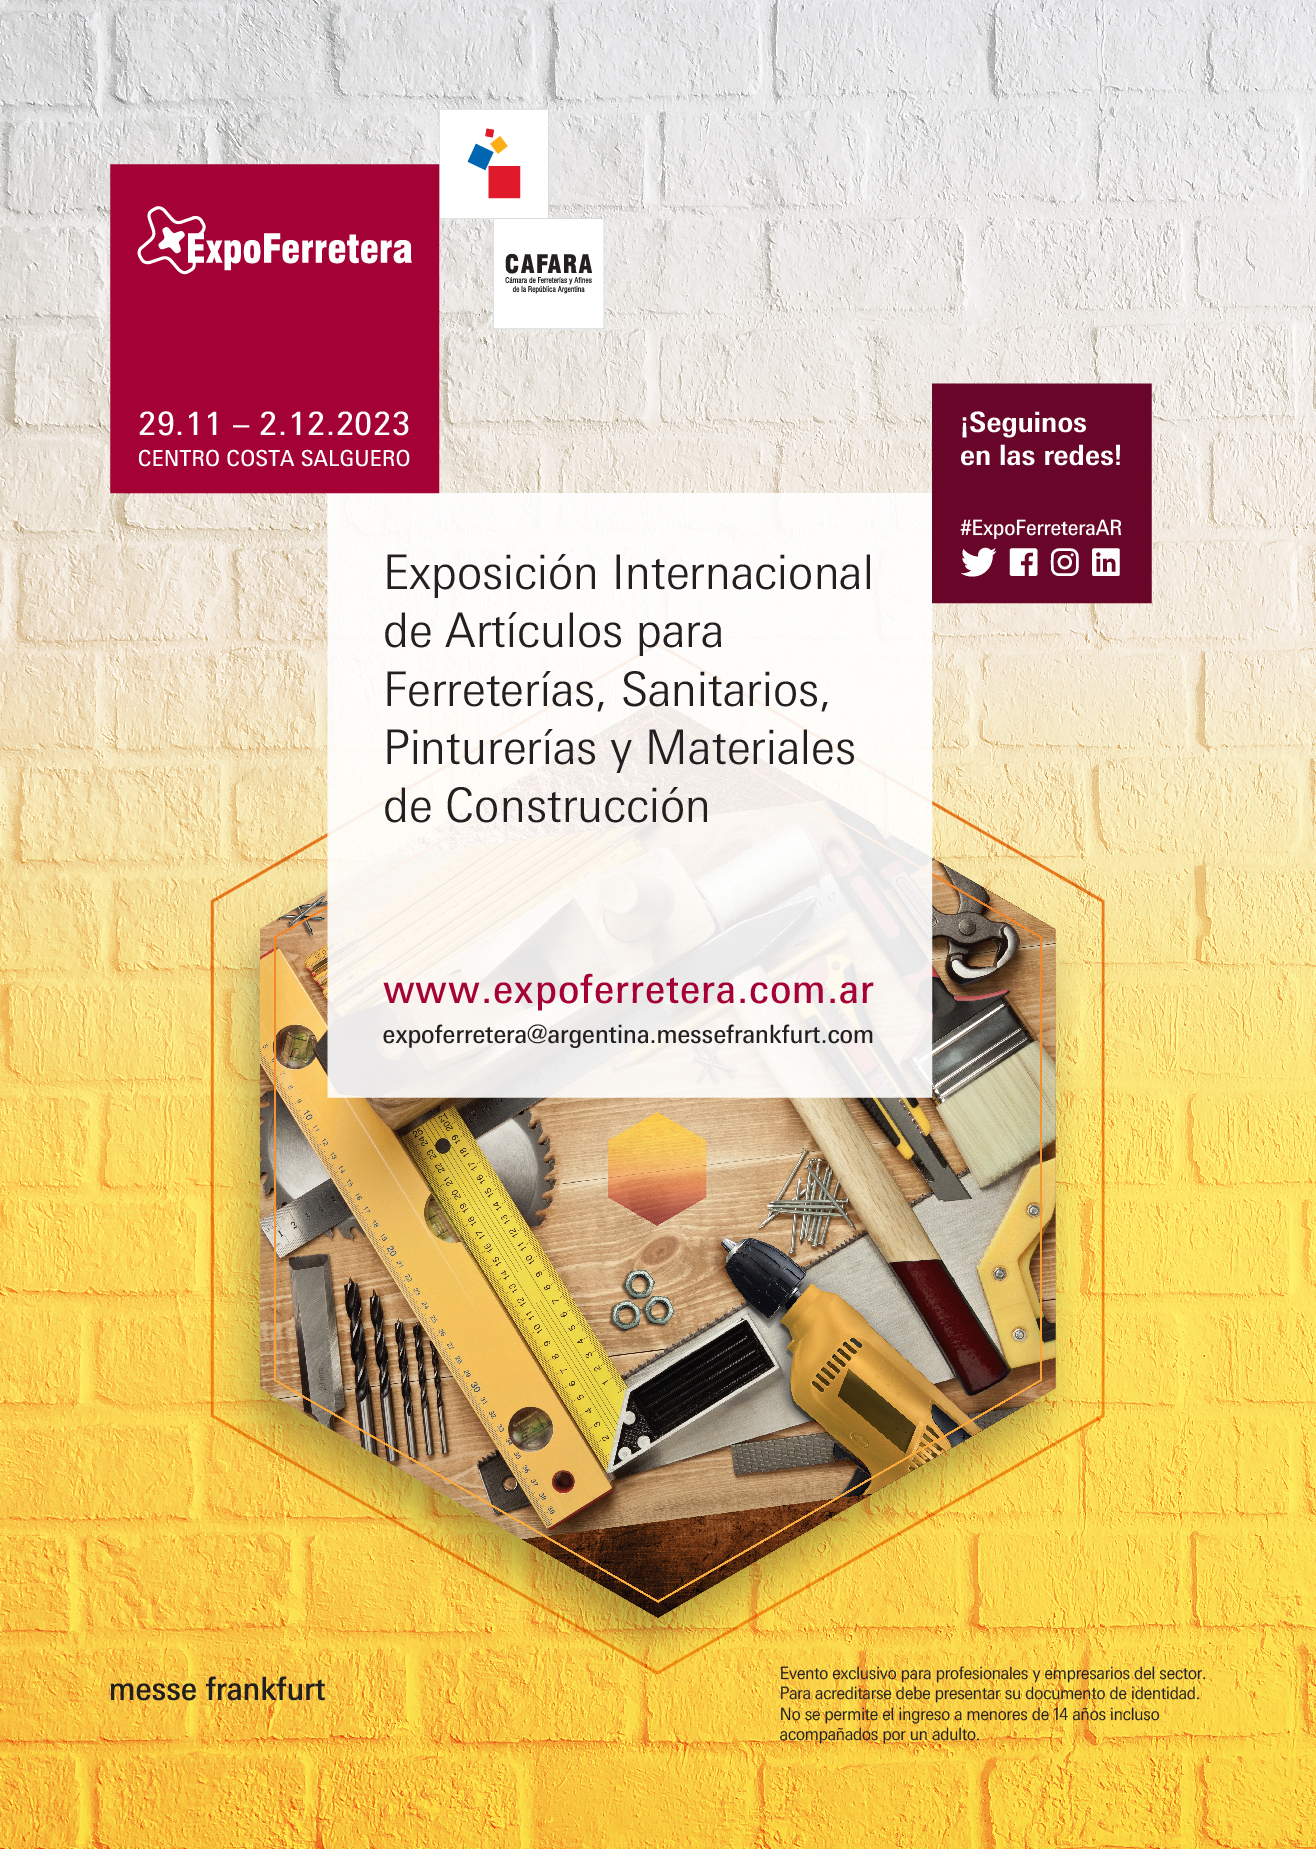 ExpoFerretera
29.11 – 2.12.2023
CENTRO COSTA SALGUERO
CAFARA
Cámara de Ferreterías y Afines
de la República Argentina
¡Seguinos
en las redes!
#ExpoFerreteraAR
Exposición Internacional
de Artículos para
Ferreterías, Sanitarios,
Pinturerías y Materiales
de Construcción
www.expoferretera.com.ar
expoferretera@argentina.messefrankfurt.com
messe frankfurt
Evento exclusivo para profesionales y empresarios del sector.
Para acreditarse debe presentar su documento de identidad.
No se permite el ingreso a menores de 14 años incluso
acompañados por un adulto.